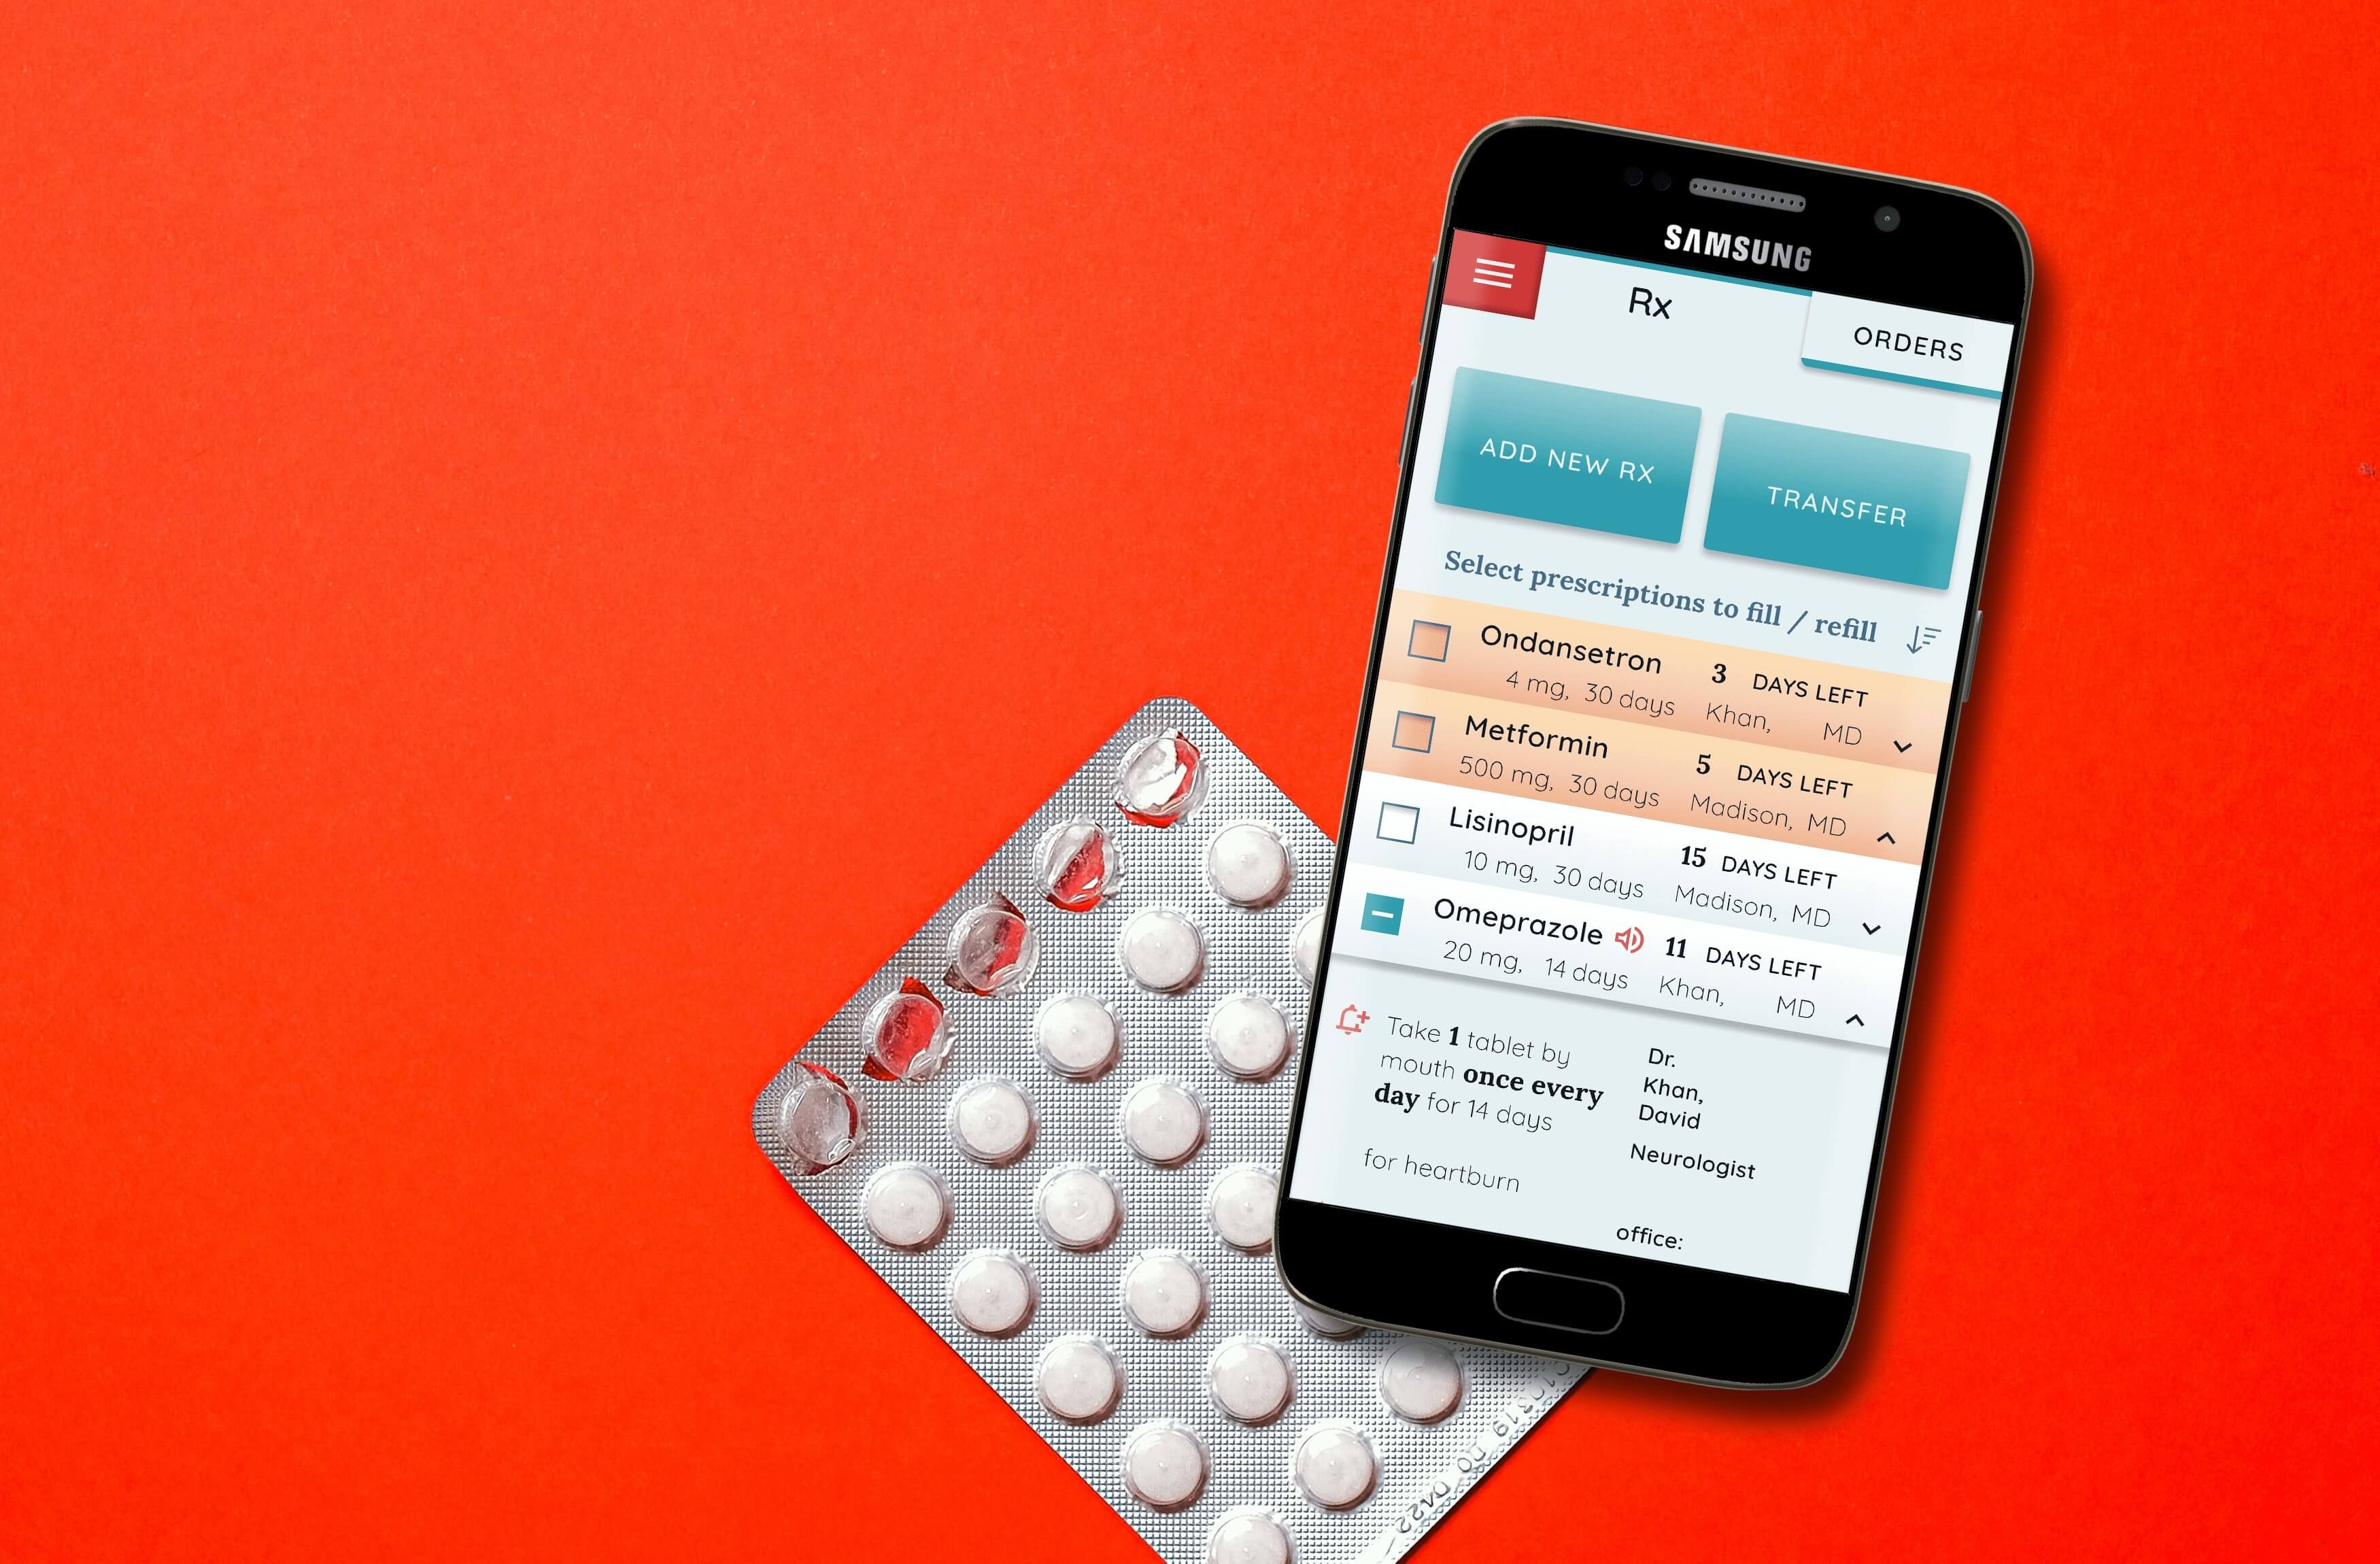 SAMSUNG
Rx
ORDERS
ADD NEW RX
TRANSFER
Select prescriptions to fill / refill
Ondansetron 3 DAYS LEFT
4 mg, 30 days Khan, MD
Metformin 5 DAYS LEFT
500 mg, 30 days Madison, MD
Lisinopril 15 DAYS LEFT
10 mg, 30 days Madison, MD
Omeprazole 11 DAYS LEFT
20 mg, 14 days Khan, MD
Take 1 tablet by
mouth once every
day for 14 days
for heartburn
Dr.
Khan,
David
Neurologist
office: